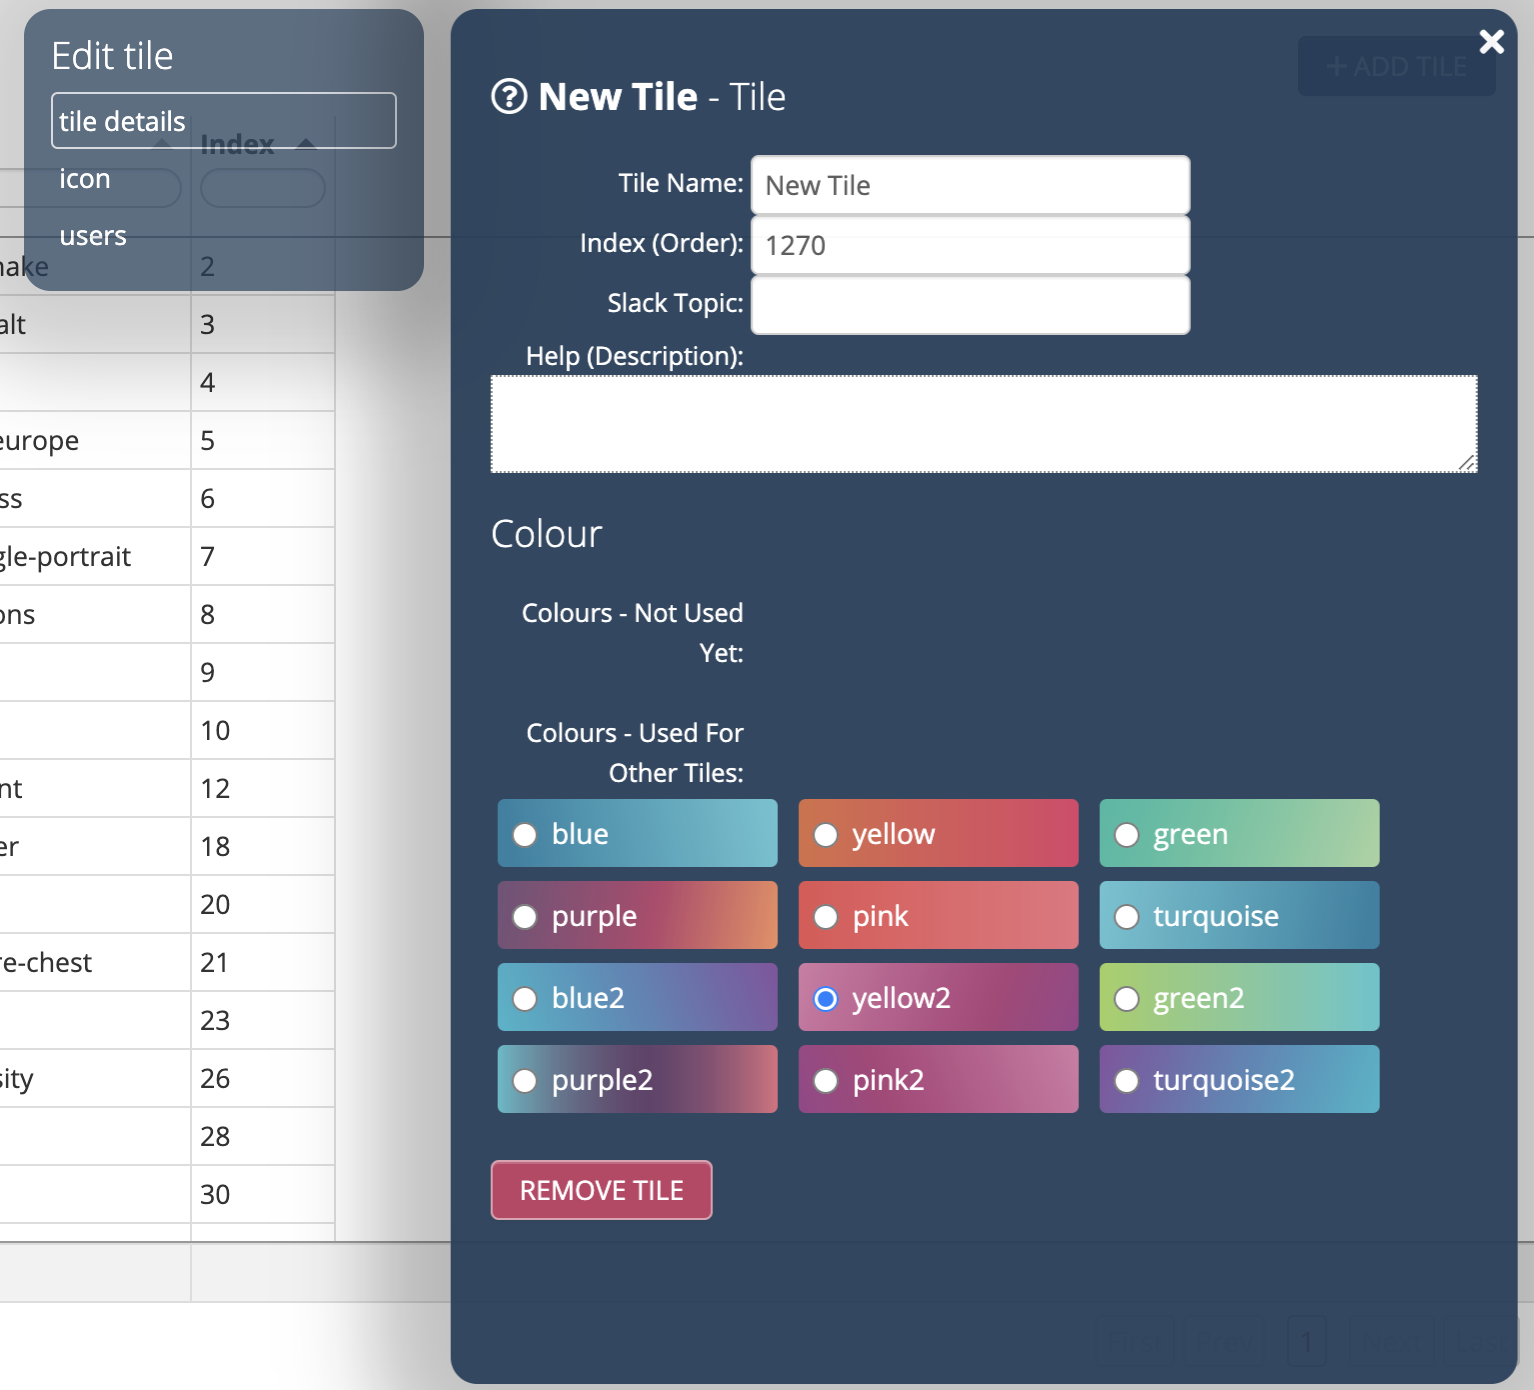 Edit tile
tile details
icon
users
Index
2
alt
3
4
europe
5
ss
6
gle-portrait
7
ons
8
9
10
nt
12
er
18
20
re-chest
21
23
sity
26
28
30
+ ADD TILE
New Tile - Tile
Tile Name: New Tile
Index (Order): 1270
Slack Topic:
Help (Description):
Colour
Colours - Not Used
Yet:
Colours - Used For
Other Tiles:
blue yellow green
purple pink turquoise
blue2 yellow2 green2
purple2 pink2 turquoise2
REMOVE TILE
First Prev 1 Next